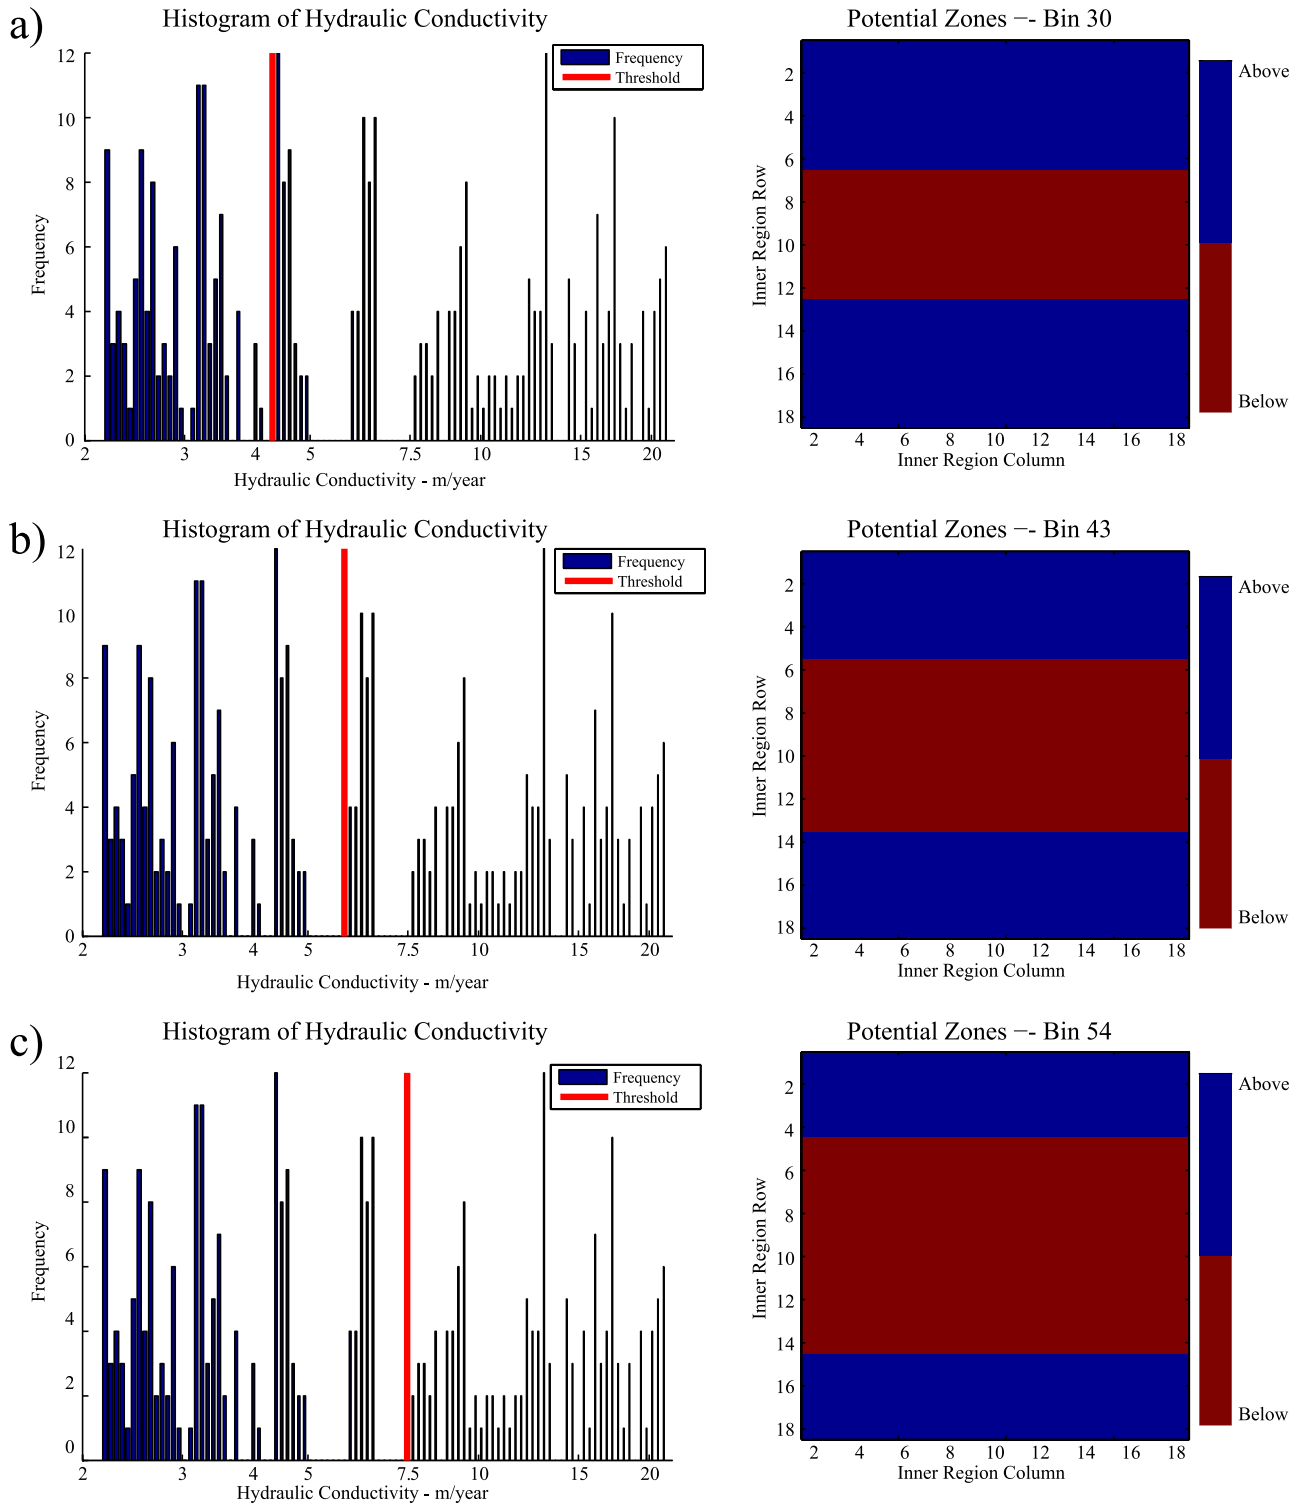 a)
Histogram of Hydraulic Conductivity
Frequency
Threshold
12
10
8
6
4
2
0
Frequency
2 3 4 5 7.5 10 15 20
Hydraulic Conductivity - m/year
Potential Zones −- Bin 30
2
4
6
8
10
12
14
16
18
Inner Region Row
2 4 6 8 10 12 14 16 18
Inner Region Column
Above
Below
b)
Histogram of Hydraulic Conductivity
Frequency
Threshold
12
10
8
6
4
2
0
Frequency
2 3 4 5 7.5 10 15 20
Hydraulic Conductivity - m/year
Potential Zones −- Bin 43
2
4
6
8
10
12
14
16
18
Inner Region Row
2 4 6 8 10 12 14 16 18
Inner Region Column
Above
Below
c)
Histogram of Hydraulic Conductivity
Frequency
Threshold
12
10
8
6
4
2
0
Frequency
2 3 4 5 7.5 10 15 20
Hydraulic Conductivity - m/year
Potential Zones −- Bin 54
2
4
6
8
10
12
14
16
18
Inner Region Row
2 4 6 8 10 12 14 16 18
Inner Region Column
Above
Below